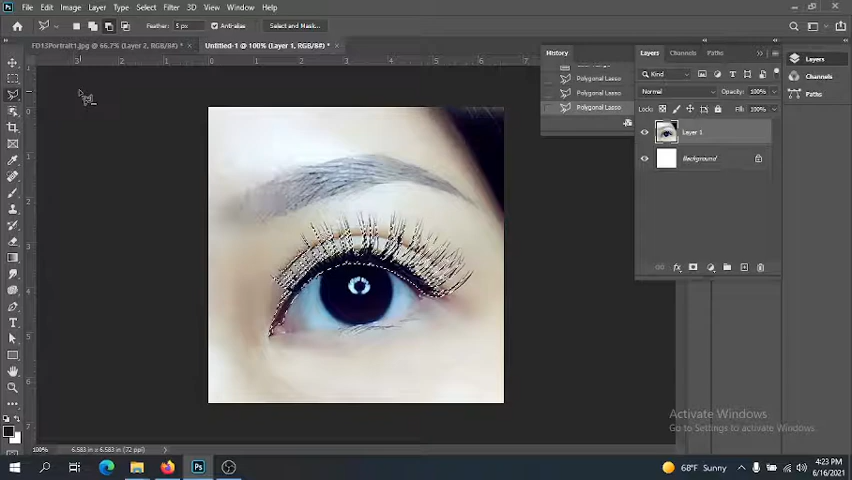 Ps File Edit Image Layer Type Select Filter 3D View Window Help
Feather: 5 px Anti-alias Select and Mask...
FD13Portrait1.jpg @ 66.7% (Layer 2, RGB/8#) * × Untitled-1 @ 100% (Layer 1, RGB/8#) * ×
History
Polygonal Lasso
Polygonal Lasso
Polygonal Lasso
Layers Channels Paths
Kind
Normal Opacity: 100%
Lock: Fill: 100%
Layer 1
Background
fx
Layers
Channels
Paths
Activate Windows
Go to Settings to activate Windows.
100% 6.583 in x 6.583 in (72 ppi)
Ps
68°F Sunny
4:23 PM
6/16/2021